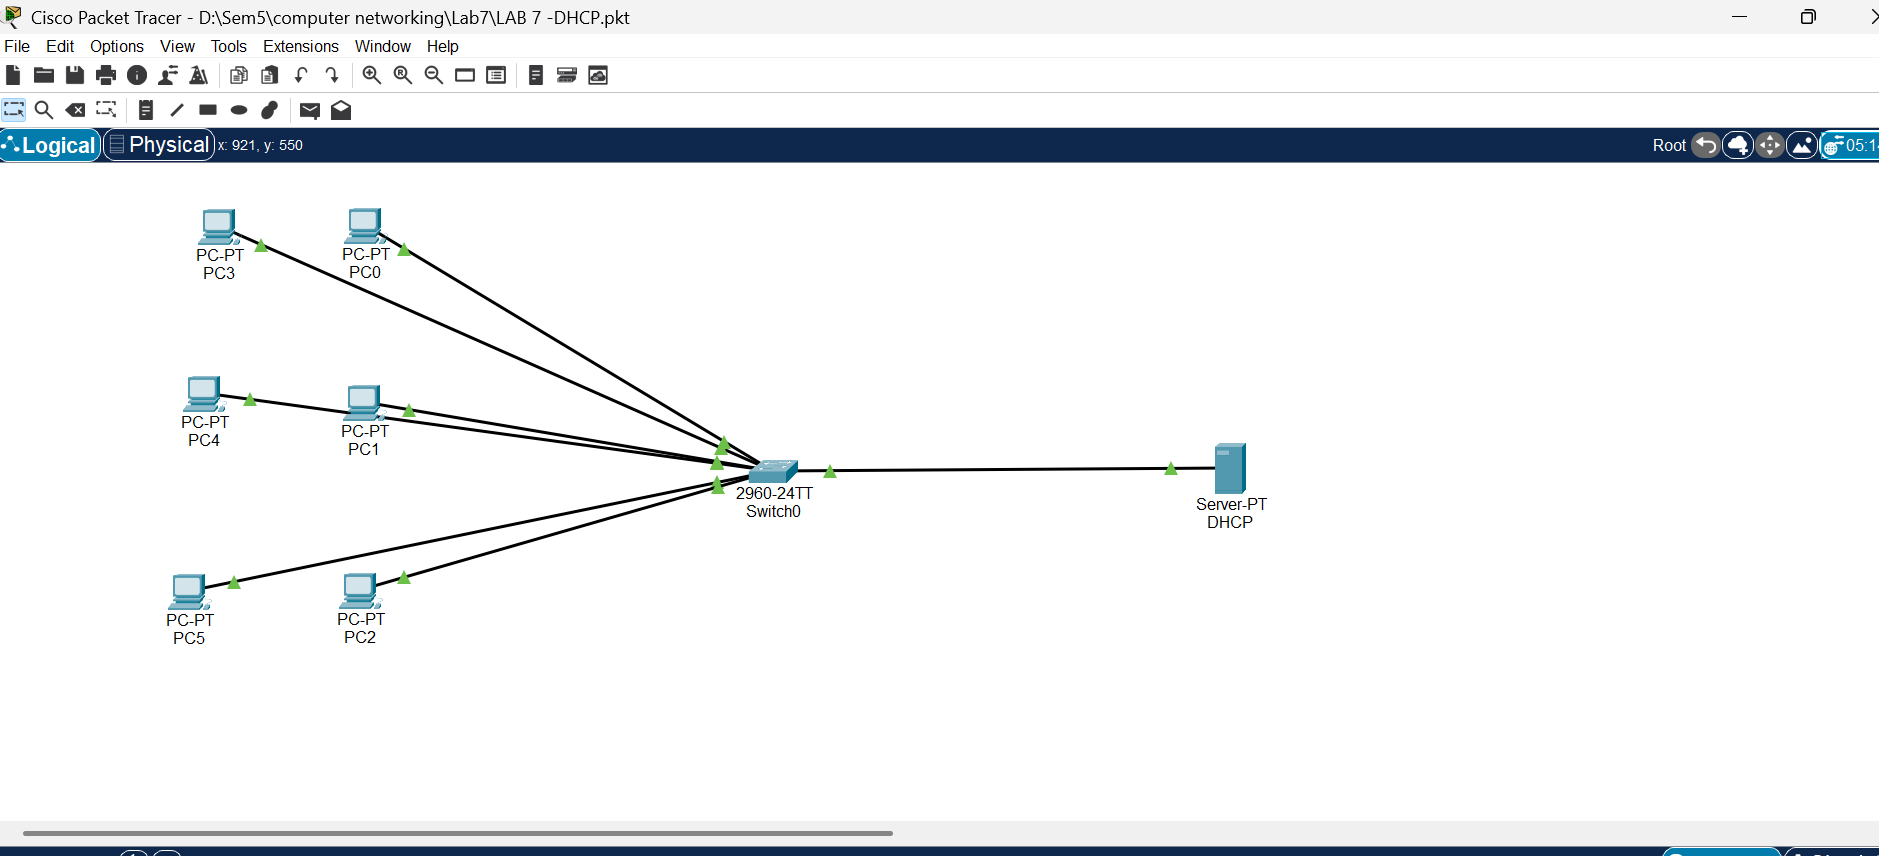 Cisco Packet Tracer - D:\Sem5\computer networking\Lab7\LAB 7 -DHCP.pkt
File Edit Options View Tools Extensions Window Help
Logical Physical x: 921, y: 550 Root 05:1
PC-PT
PC3
PC-PT
PC0
PC-PT
PC4
PC-PT
PC1
2960-24TT
Switch0
Server-PT
DHCP
PC-PT
PC5
PC-PT
PC2